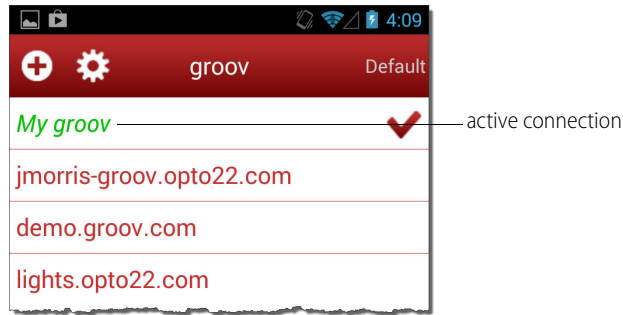 4:09
groov
Default
My groov
active connection
jmorris-groov.opto22.com
demo.groov.com
lights.opto22.com